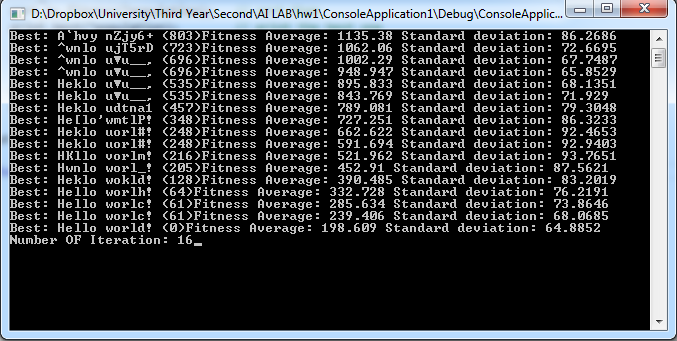 D:\Dropbox\University\Third Year\Second\AI LAB\hw1\ConsoleApplication1\Debug\ConsoleApplic...
Best: A`hvy nZjy6+ (803)Fitness Average: 1135.38 Standard deviation: 86.2686
Best: ^wnlo ujT5rD (723)Fitness Average: 1062.06 Standard deviation: 72.6695
Best: ^wnlo u▼u__, (696)Fitness Average: 1002.29 Standard deviation: 67.7487
Best: ^wnlo u▼u__, (696)Fitness Average: 948.947 Standard deviation: 65.8529
Best: Heklo u▼u__, (535)Fitness Average: 895.833 Standard deviation: 68.1351
Best: Heklo u▼u__, (535)Fitness Average: 843.769 Standard deviation: 71.929
Best: Heklo udtna1 (457)Fitness Average: 789.081 Standard deviation: 79.3048
Best: He[lo'wmtlP! (348)Fitness Average: 727.251 Standard deviation: 86.3233
Best: Heklo uorl#! (248)Fitness Average: 662.622 Standard deviation: 92.4653
Best: Heklo vorl#! (248)Fitness Average: 591.694 Standard deviation: 92.9403
Best: HKllo vorlm! (216)Fitness Average: 521.962 Standard deviation: 93.7651
Best: Hwnlo worl_! (205)Fitness Average: 452.91 Standard deviation: 87.5621
Best: Heklo wokld! (128)Fitness Average: 390.485 Standard deviation: 83.2019
Best: Hello worlh! (64)Fitness Average: 332.728 Standard deviation: 76.2191
Best: Hello worlc! (61)Fitness Average: 285.634 Standard deviation: 73.8646
Best: Hello worlc! (61)Fitness Average: 239.406 Standard deviation: 68.0685
Best: Hello world! (0)Fitness Average: 198.609 Standard deviation: 64.8852
Number OF Iteration: 16_